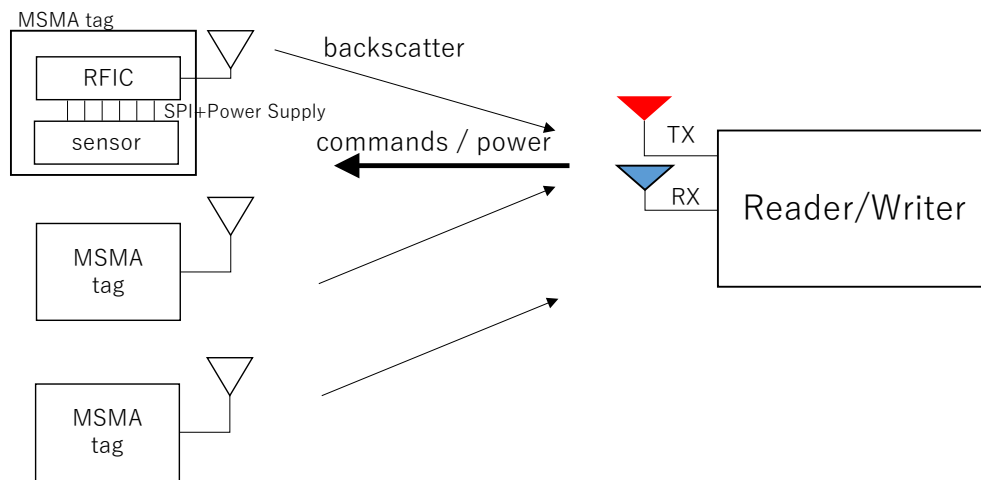 MSMA tag
RFIC
SPI+Power Supply
sensor
backscatter
commands / power
TX
RX
Reader/Writer
MSMA
tag
MSMA
tag